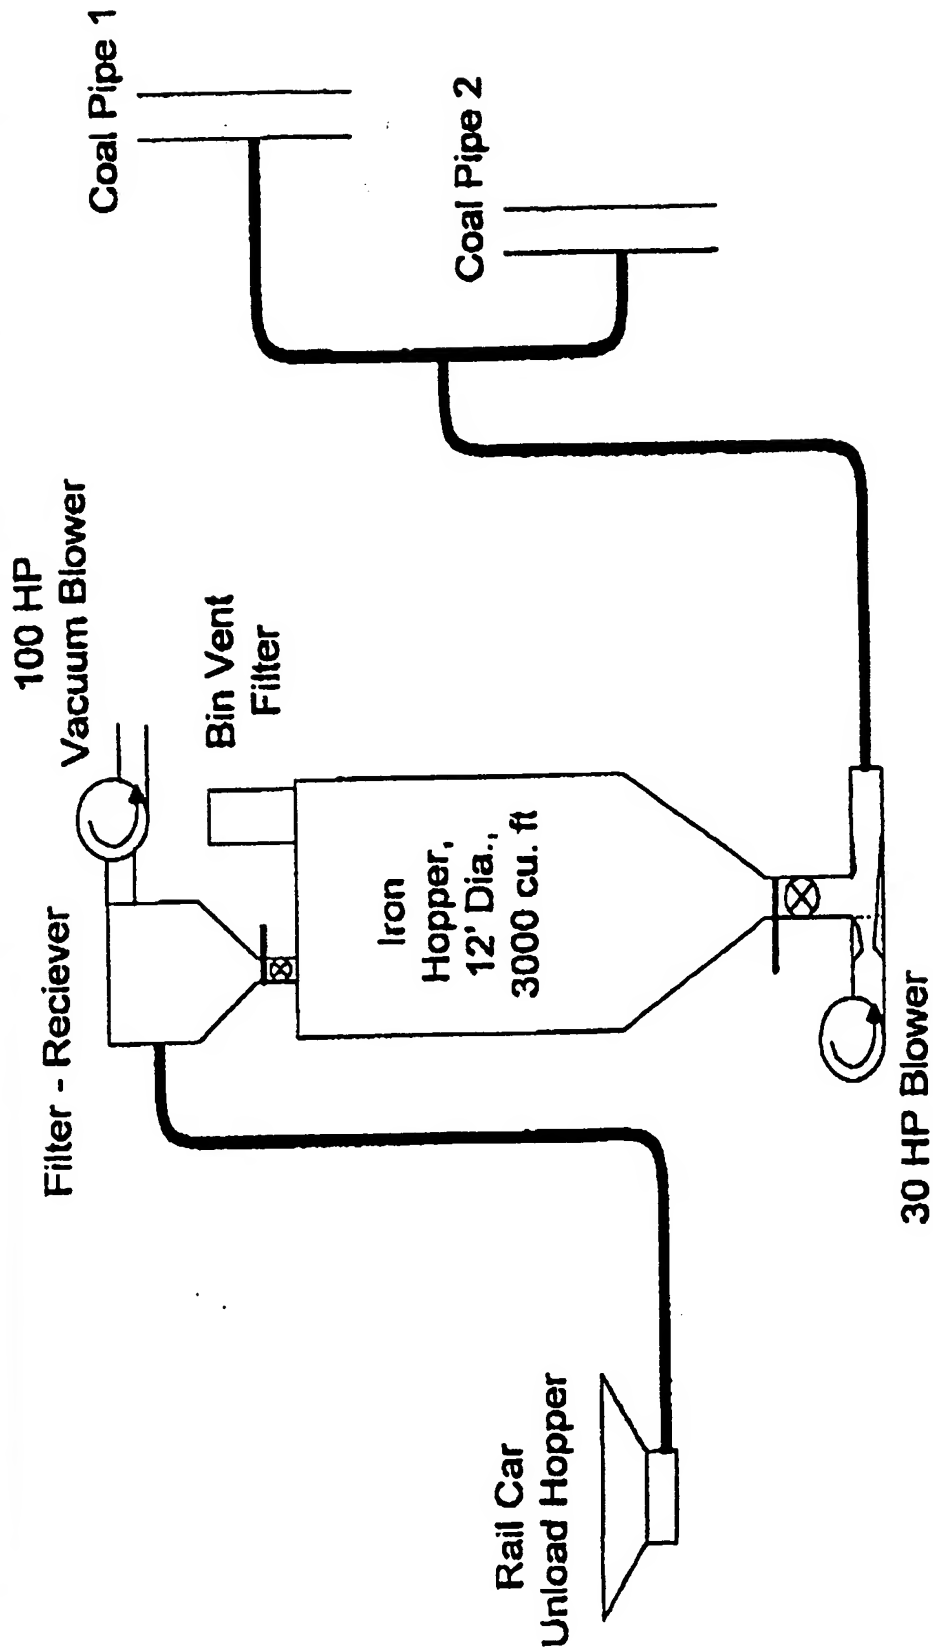 Rail Car
Unload Hopper
Filter - Reciever
100 HP
Vacuum Blower
Bin Vent
Filter
Iron
Hopper,
12' Dia.,
3000 cu. ft
30 HP Blower
Coal Pipe 1
Coal Pipe 2